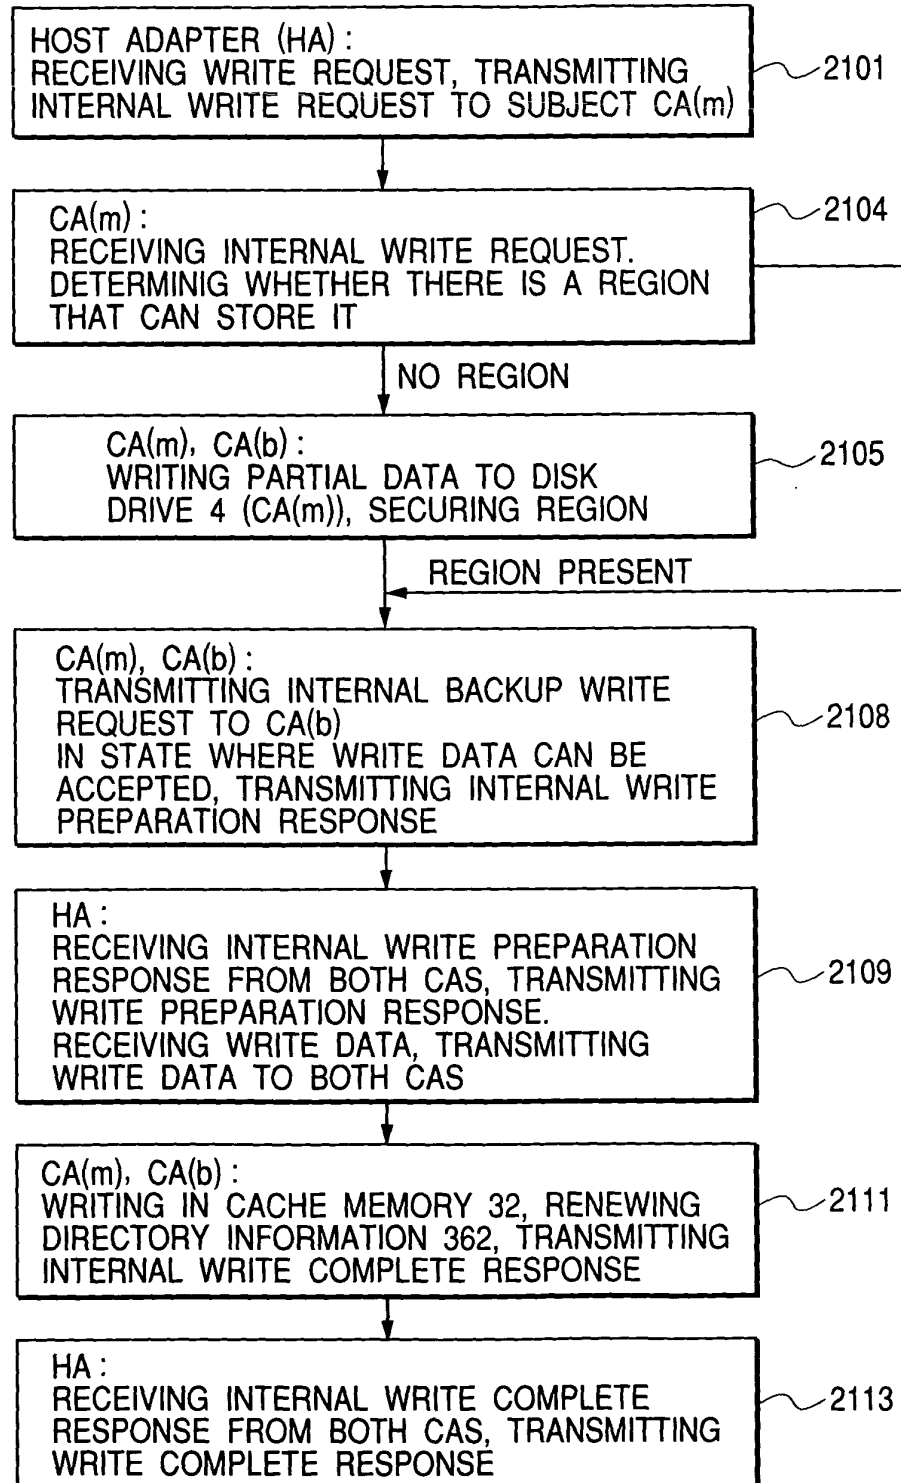 HOST ADAPTER (HA) :
RECEIVING WRITE REQUEST, TRANSMITTING
INTERNAL WRITE REQUEST TO SUBJECT CA(m)
2101
CA(m) :
RECEIVING INTERNAL WRITE REQUEST.
DETERMINIG WHETHER THERE IS A REGION
THAT CAN STORE IT
2104
NO REGION
CA(m), CA(b) :
WRITING PARTIAL DATA TO DISK
DRIVE 4 (CA(m)), SECURING REGION
2105
REGION PRESENT
CA(m), CA(b) :
TRANSMITTING INTERNAL BACKUP WRITE
REQUEST TO CA(b)
IN STATE WHERE WRITE DATA CAN BE
ACCEPTED, TRANSMITTING INTERNAL WRITE
PREPARATION RESPONSE
2108
HA :
RECEIVING INTERNAL WRITE PREPARATION
RESPONSE FROM BOTH CAS, TRANSMITTING
WRITE PREPARATION RESPONSE.
RECEIVING WRITE DATA, TRANSMITTING
WRITE DATA TO BOTH CAS
2109
CA(m), CA(b) :
WRITING IN CACHE MEMORY 32, RENEWING
DIRECTORY INFORMATION 362, TRANSMITTING
INTERNAL WRITE COMPLETE RESPONSE
2111
HA :
RECEIVING INTERNAL WRITE COMPLETE
RESPONSE FROM BOTH CAS, TRANSMITTING
WRITE COMPLETE RESPONSE
2113